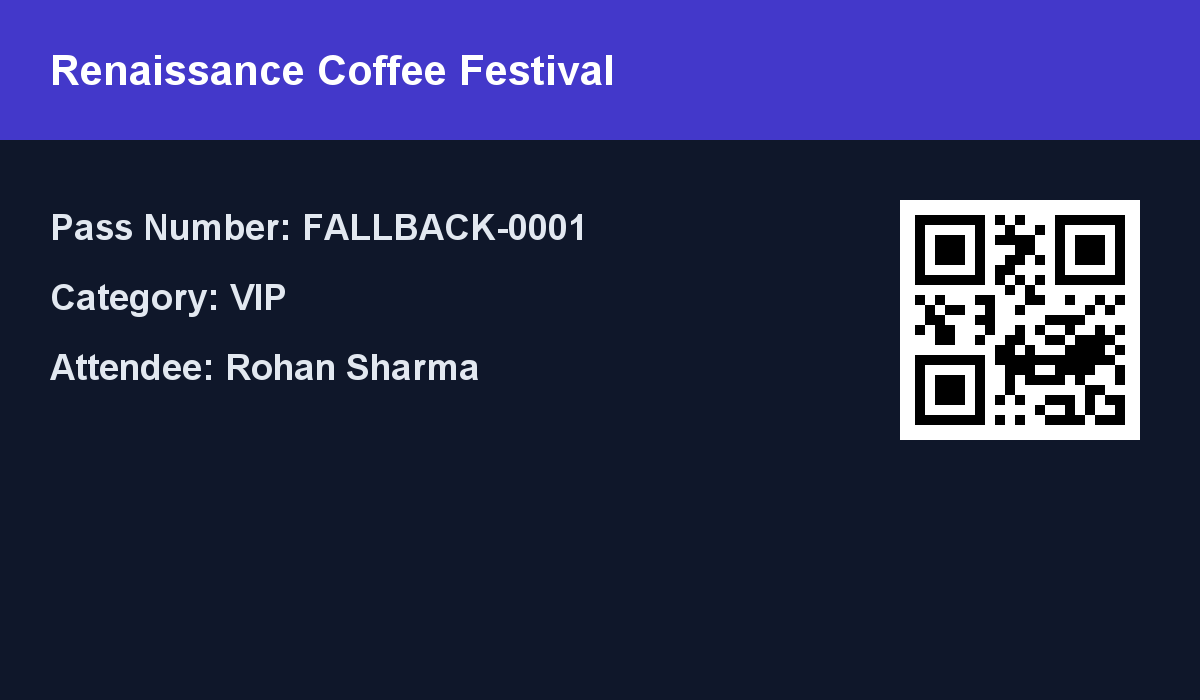 Renaissance Coffee Festival
Pass Number: FALLBACK-0001
Category: VIP
Attendee: Rohan Sharma